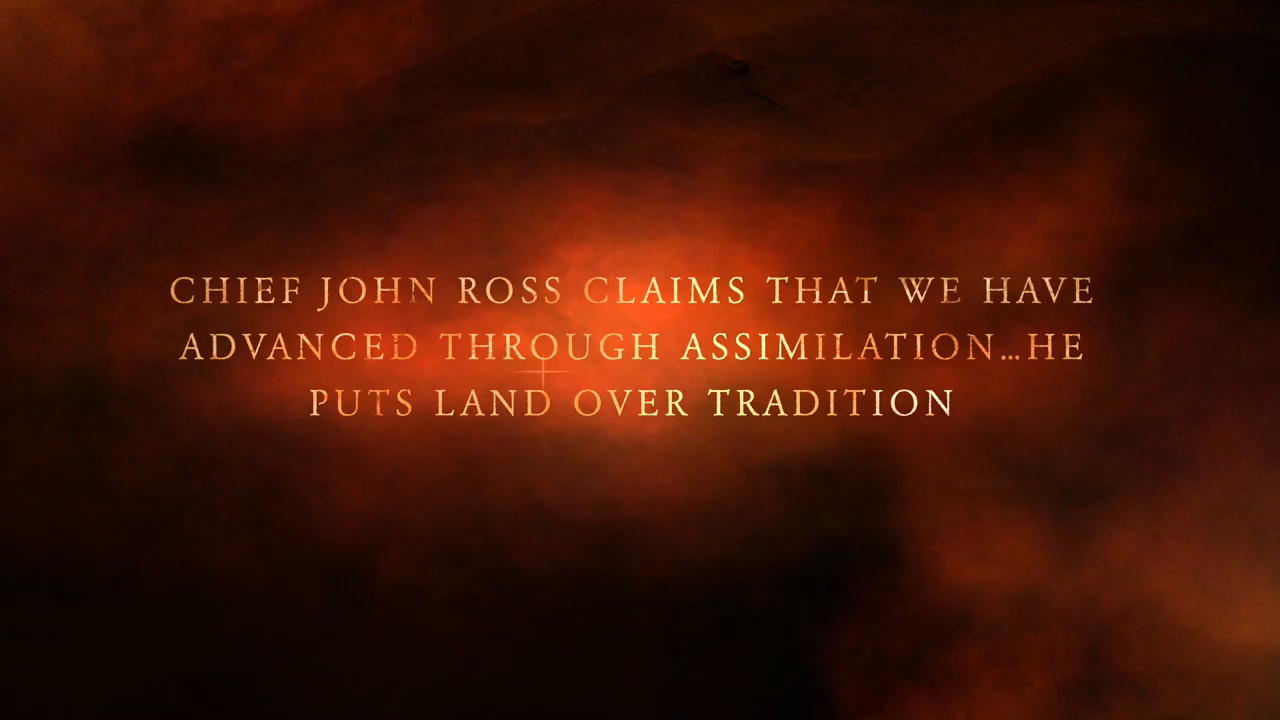 CHIEF JOHN ROSS CLAIMS THAT WE HAVE
ADVANCED THROUGH ASSIMILATION…HE
PUTS LAND OVER TRADITION